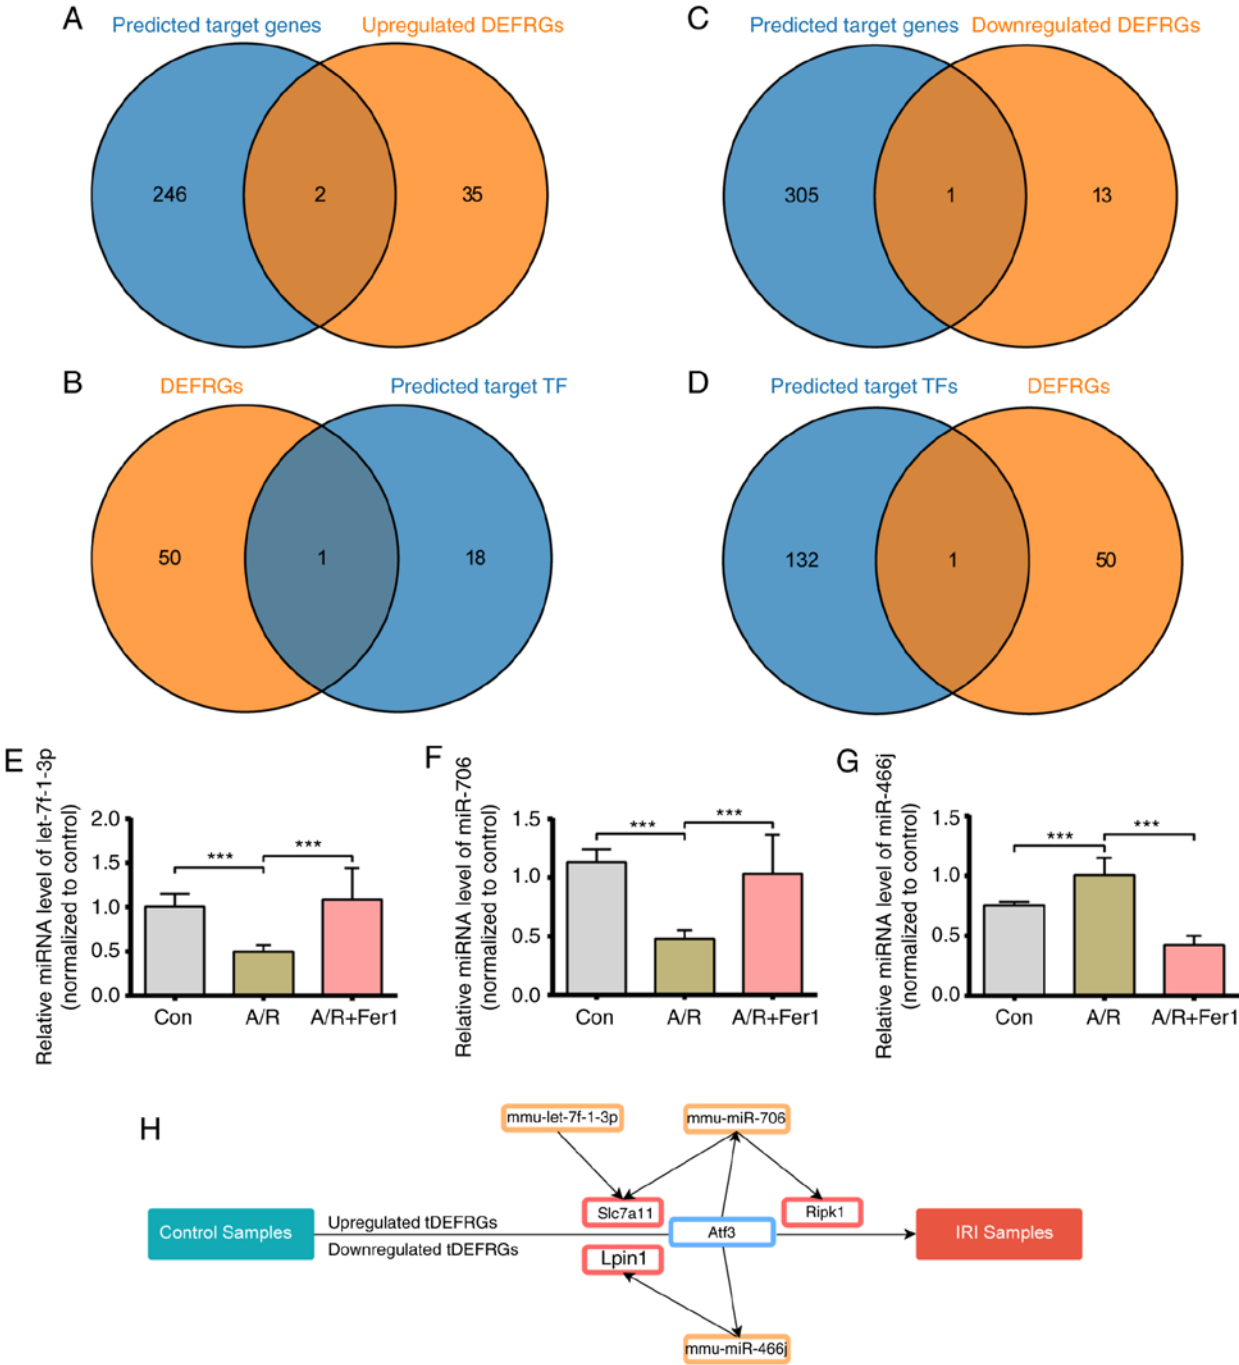 A
Predicted target genes
Upregulated DEFRGs
246
2
35
C
Predicted target genes
Downregulated DEFRGs
305
1
13
B
DEFRGs
Predicted target TF
50
1
18
D
Predicted target TFs
DEFRGs
132
1
50
E
Relative miRNA level of let-7f-1-3p
(normalized to control)
2.0
1.5
1.0
0.5
0.0
***
***
Con
A/R
A/R+Fer1
F
Relative miRNA level of miR-706
(normalized to control)
1.5
1.0
0.5
0.0
***
***
Con
A/R
A/R+Fer1
G
Relative miRNA level of miR-466j
(normalized to control)
1.5
1.0
0.5
0.0
***
***
Con
A/R
A/R+Fer1
H
mmu-let-7f-1-3p
mmu-miR-706
Slc7a11
Ripk1
Control Samples
Upregulated tDEFRGs
Atf3
IRI Samples
Downregulated tDEFRGs
Lpin1
mmu-miR-466j